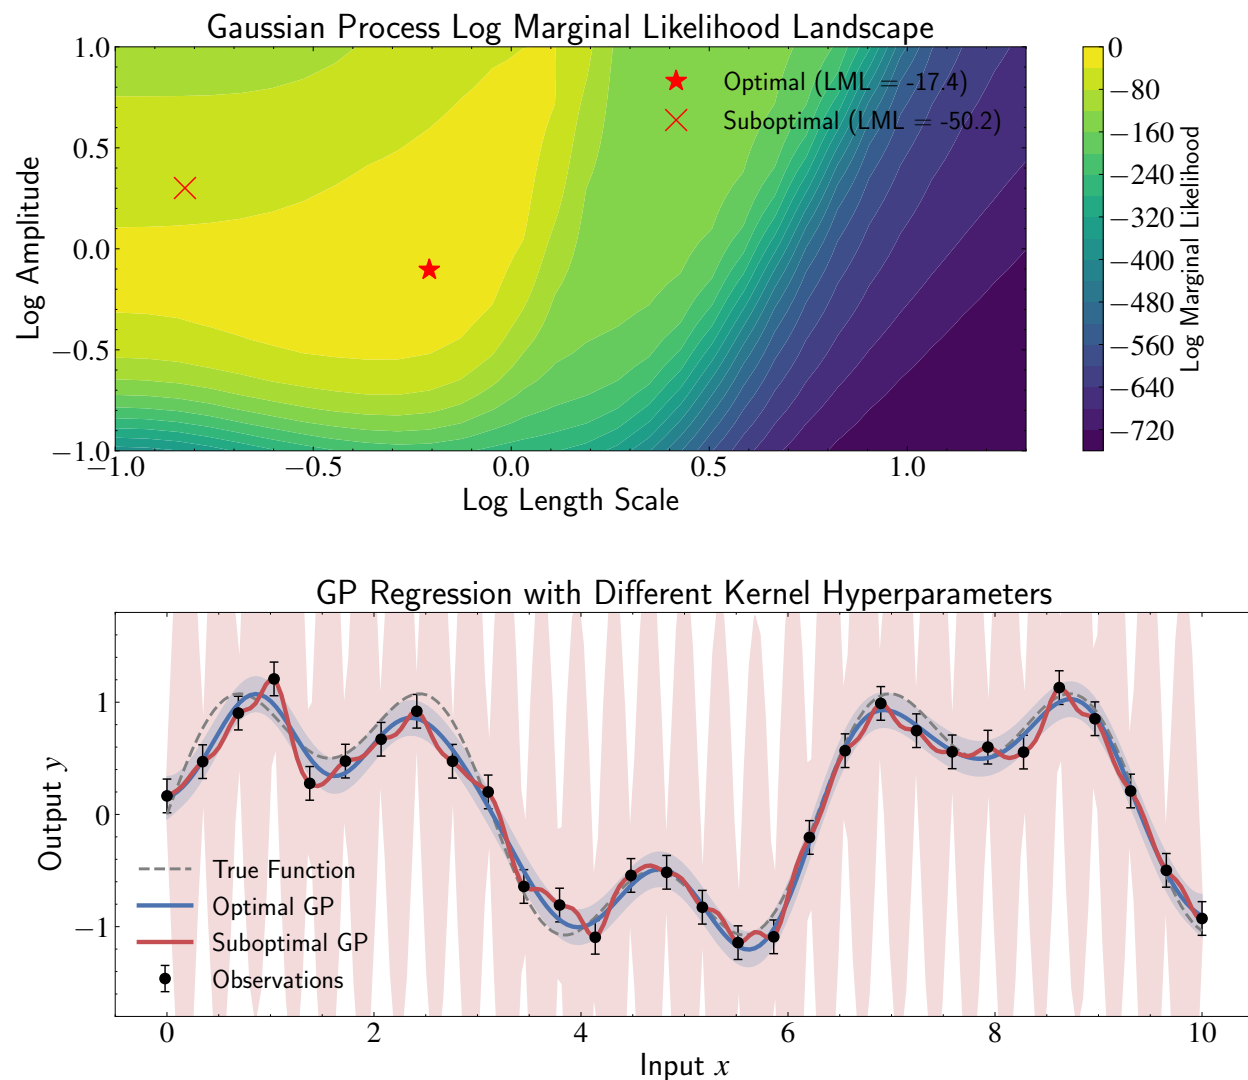 Gaussian Process Log Marginal Likelihood Landscape
1.0
0.5
0.0
−0.5
−1.0
Log Amplitude
Optimal (LML = -17.4)
Suboptimal (LML = -50.2)
−1.0
−0.5
0.0
0.5
1.0
Log Length Scale
0
−80
−160
−240
−320
−400
−480
−560
−640
−720
Log Marginal Likelihood
GP Regression with Different Kernel Hyperparameters
1
0
−1
Output y
True Function
Optimal GP
Suboptimal GP
Observations
0
2
4
6
8
10
Input x